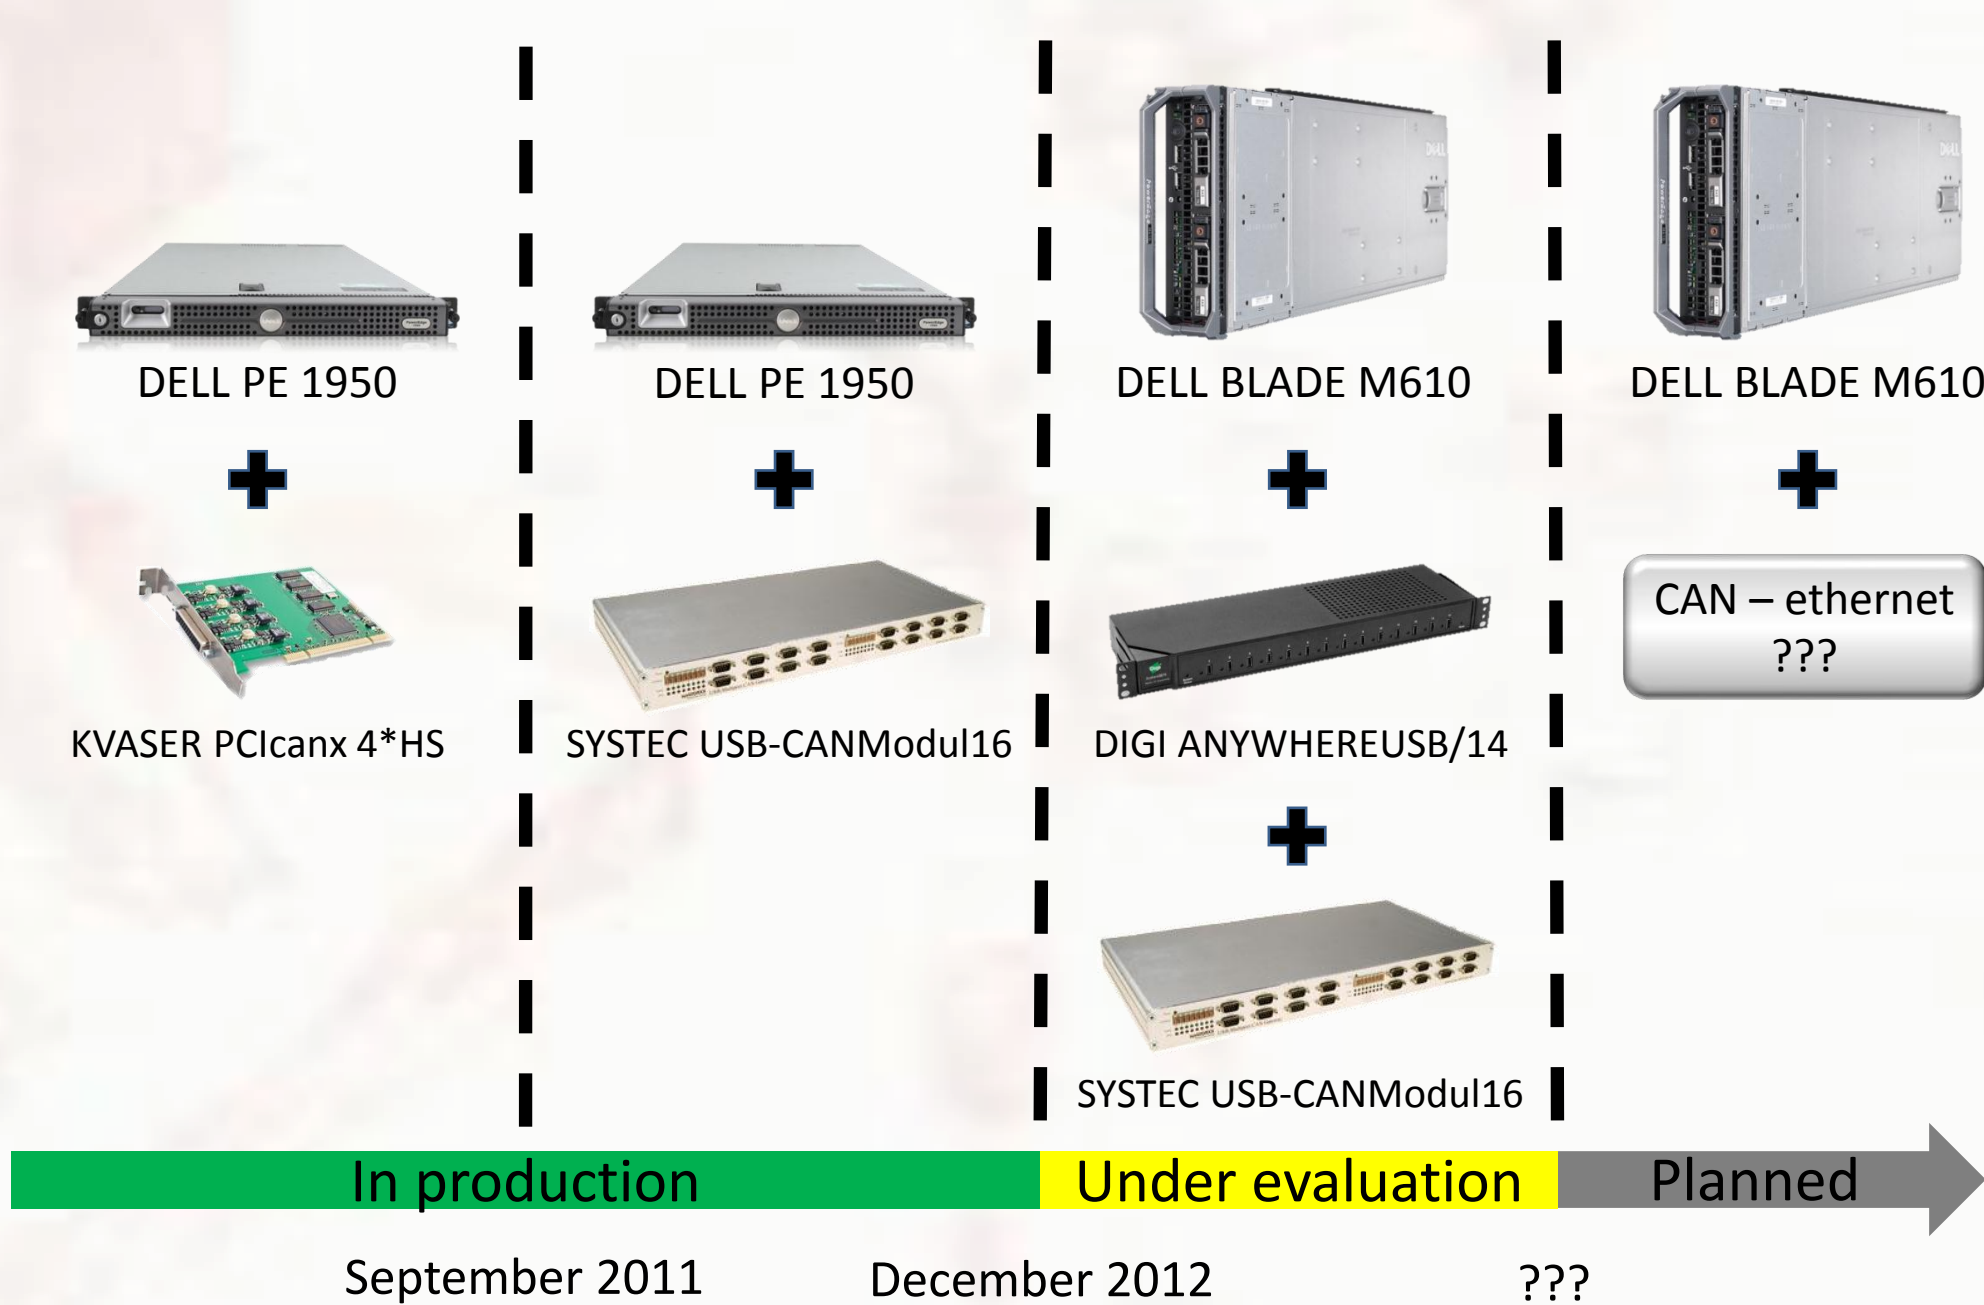 DELL PE 1950
DELL PE 1950
DELL BLADE M610
DELL BLADE M610
CAN – ethernet
???
KVASER PCIcanx 4*HS
SYSTEC USB-CANModul16
DIGI ANYWHEREUSB/14
SYSTEC USB-CANModul16
In production
Under evaluation
Planned
September 2011
December 2012
???